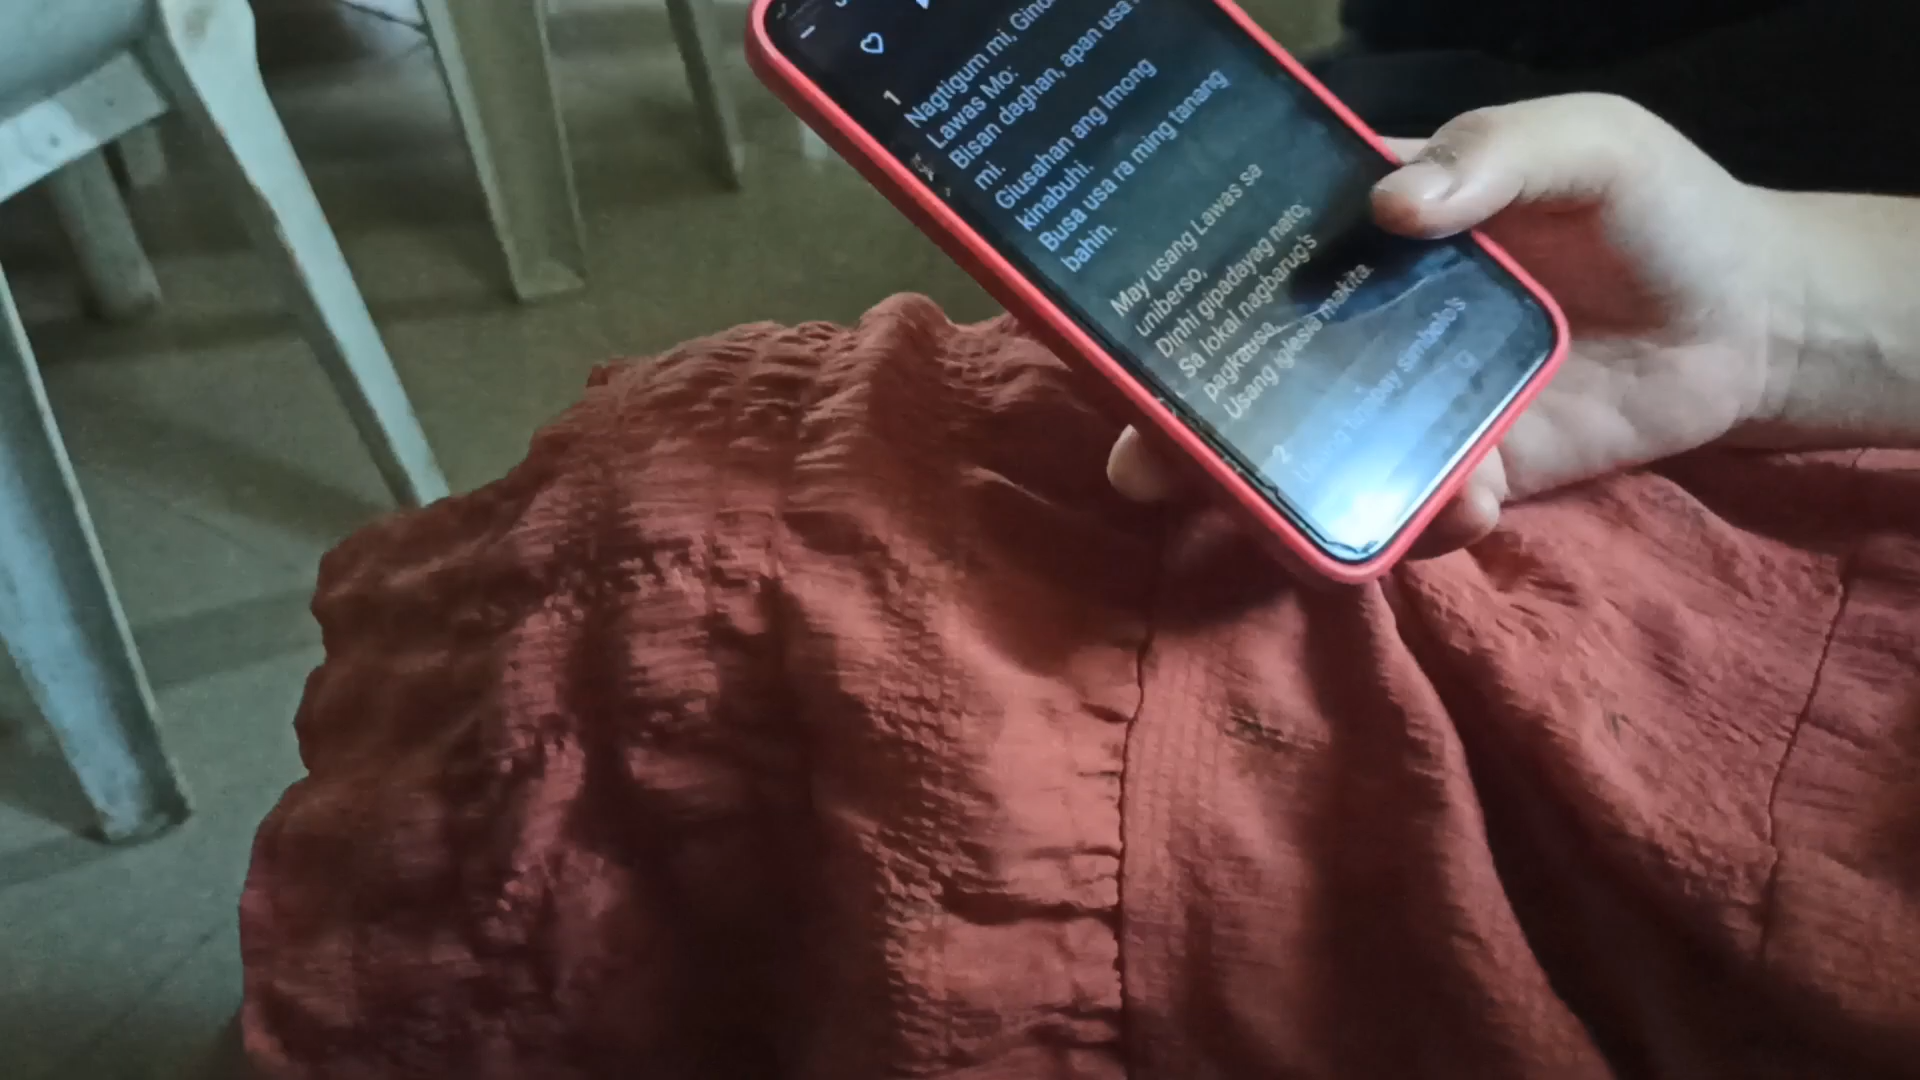 1
Nagtigum mi, Ginoo
Lawas Mo:
Bisan daghan, apan usa
mi.
Giusahan ang Imong
kinabuhi.
Busa usa ra ming tanang
bahin.
May usang Lawas sa
uniberso,
Dinhi gipadayag nato;
Sa lokal nagbarug's
pagkausa,
Usang iglesia makita.
2
simbolo's